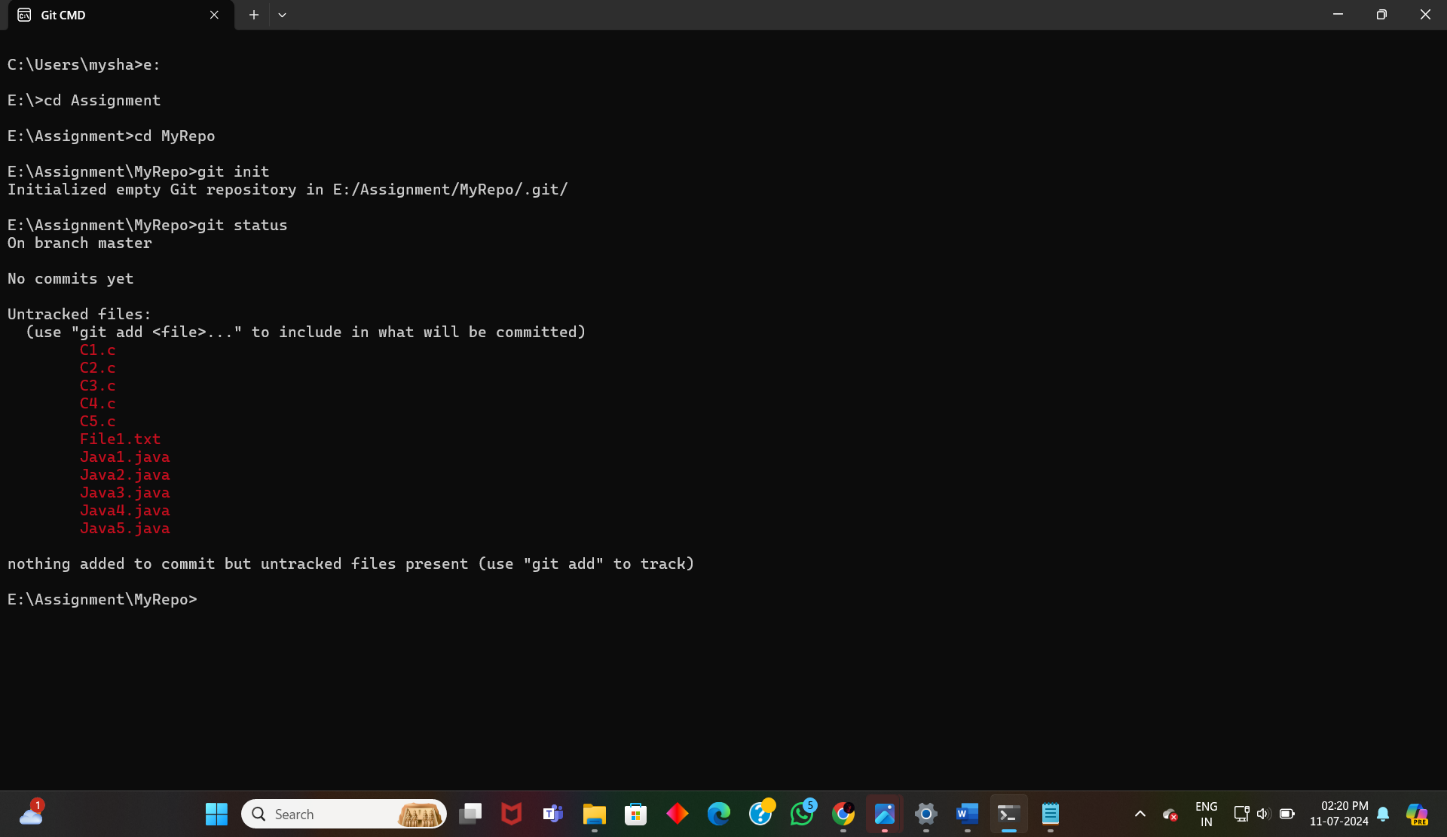 Git CMD
C:\Users\mysha>e:
E:\>cd Assignment
E:\Assignment>cd MyRepo
E:\Assignment\MyRepo>git init
Initialized empty Git repository in E:/Assignment/MyRepo/.git/
E:\Assignment\MyRepo>git status
On branch master
No commits yet
Untracked files:
(use "git add <file>..." to include in what will be committed)
C1.c
C2.c
C3.c
C4.c
C5.c
File1.txt
Java1.java
Java2.java
Java3.java
Java4.java
Java5.java
nothing added to commit but untracked files present (use "git add" to track)
E:\Assignment\MyRepo>
1
Search
5
ENG
IN
02:20 PM
11-07-2024
PRE